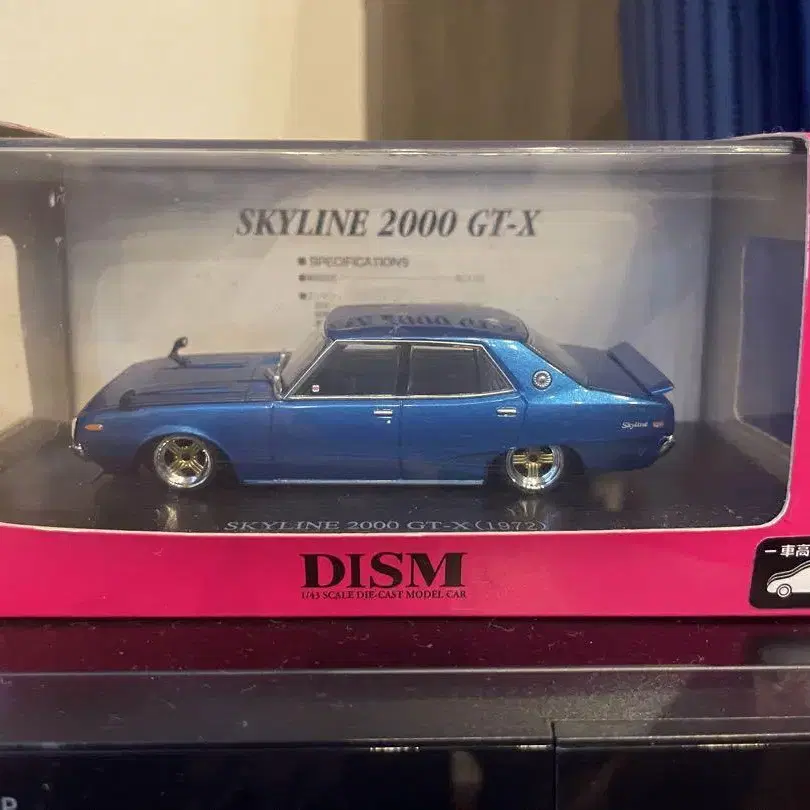 SKYLINE 2000 GT-X
■ SPECIFICATIONS
Skyline
SKYLINE 2000 GT-X (1972)
DISM
1/43 SCALE DIE-CAST MODEL CAR
車高